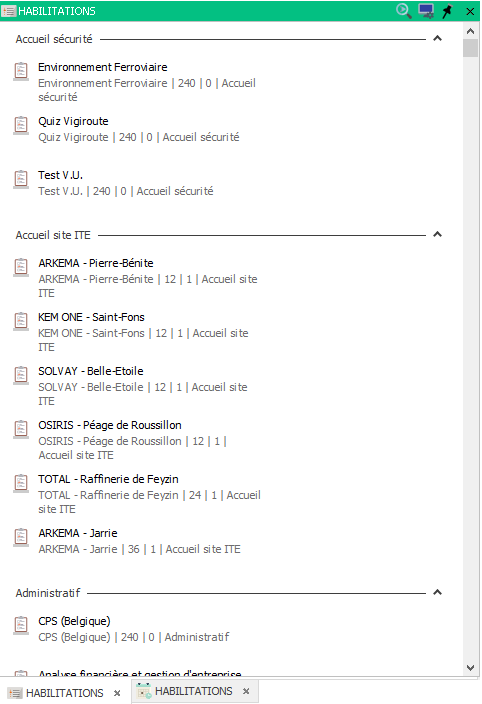 HABILITATIONS
Accueil sécurité
Environnement Ferroviaire
Environnement Ferroviaire | 240 | 0 | Accueil
sécurité
Quiz Vigiroute
Quiz Vigiroute | 240 | 0 | Accueil sécurité
Test V.U.
Test V.U. | 240 | 0 | Accueil sécurité
Accueil site ITE
ARKEMA - Pierre-Bénite
ARKEMA - Pierre-Bénite | 12 | 1 | Accueil site
ITE
KEM ONE - Saint-Fons
KEM ONE - Saint-Fons | 12 | 1 | Accueil site
ITE
SOLVAY - Belle-Etoile
SOLVAY - Belle-Etoile | 12 | 1 | Accueil site
ITE
OSIRIS - Péage de Roussillon
OSIRIS - Péage de Roussillon | 12 | 1 |
Accueil site ITE
TOTAL - Raffinerie de Feyzin
TOTAL - Raffinerie de Feyzin | 24 | 1 | Accueil
site ITE
ARKEMA - Jarrie
ARKEMA - Jarrie | 36 | 1 | Accueil site ITE
Administratif
CPS (Belgique)
CPS (Belgique) | 240 | 0 | Administratif
Analyse financière et gestion d'entreprise
HABILITATIONS
HABILITATIONS